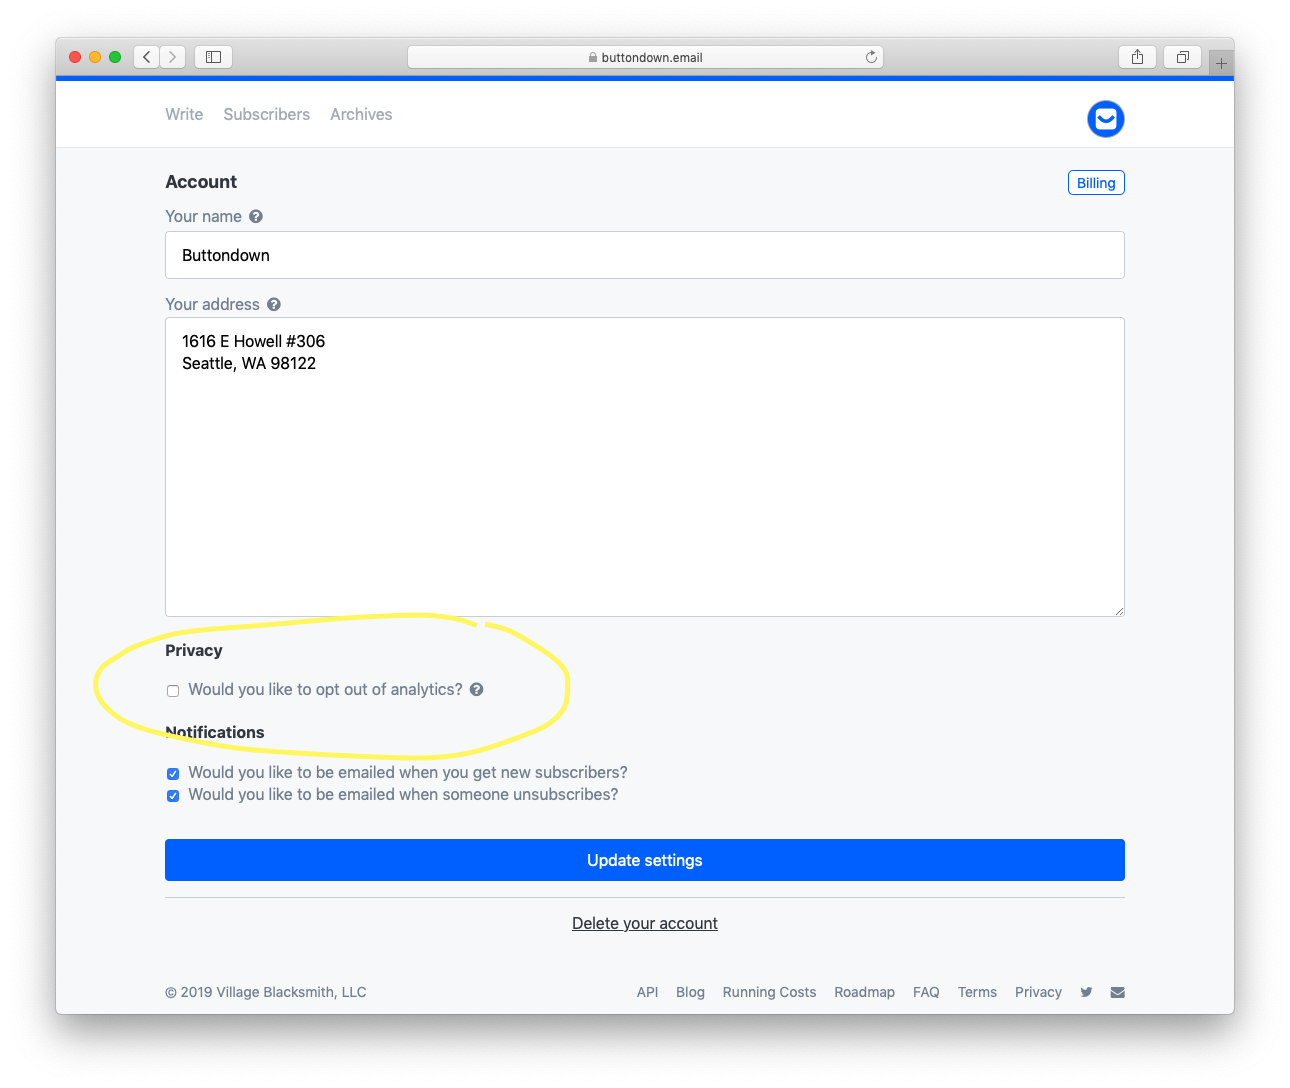 buttondown.email
Write Subscribers Archives
Account
Billing
Your name
Buttondown
Your address
1616 E Howell #306
Seattle, WA 98122
Privacy
Would you like to opt out of analytics?
Notifications
Would you like to be emailed when you get new subscribers?
Would you like to be emailed when someone unsubscribes?
Update settings
Delete your account
© 2019 Village Blacksmith, LLC
API Blog Running Costs Roadmap FAQ Terms Privacy